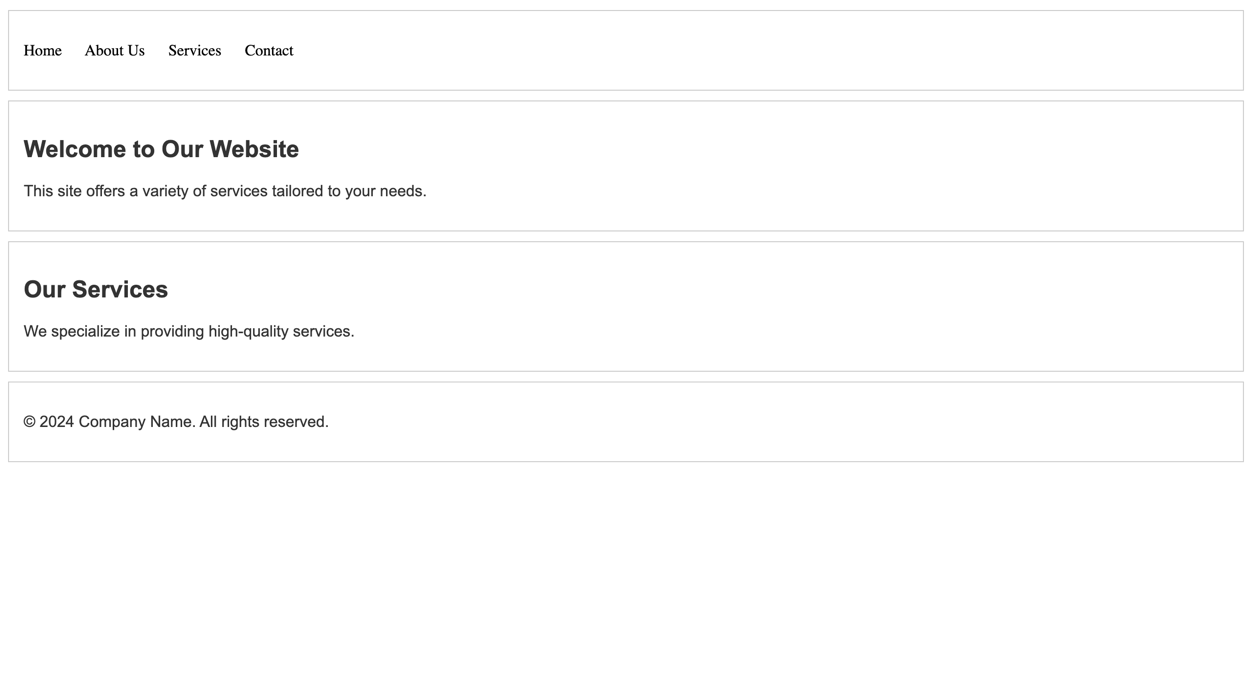 Home About Us Services Contact
Welcome to Our Website
This site offers a variety of services tailored to your needs.
Our Services
We specialize in providing high-quality services.
© 2024 Company Name. All rights reserved.